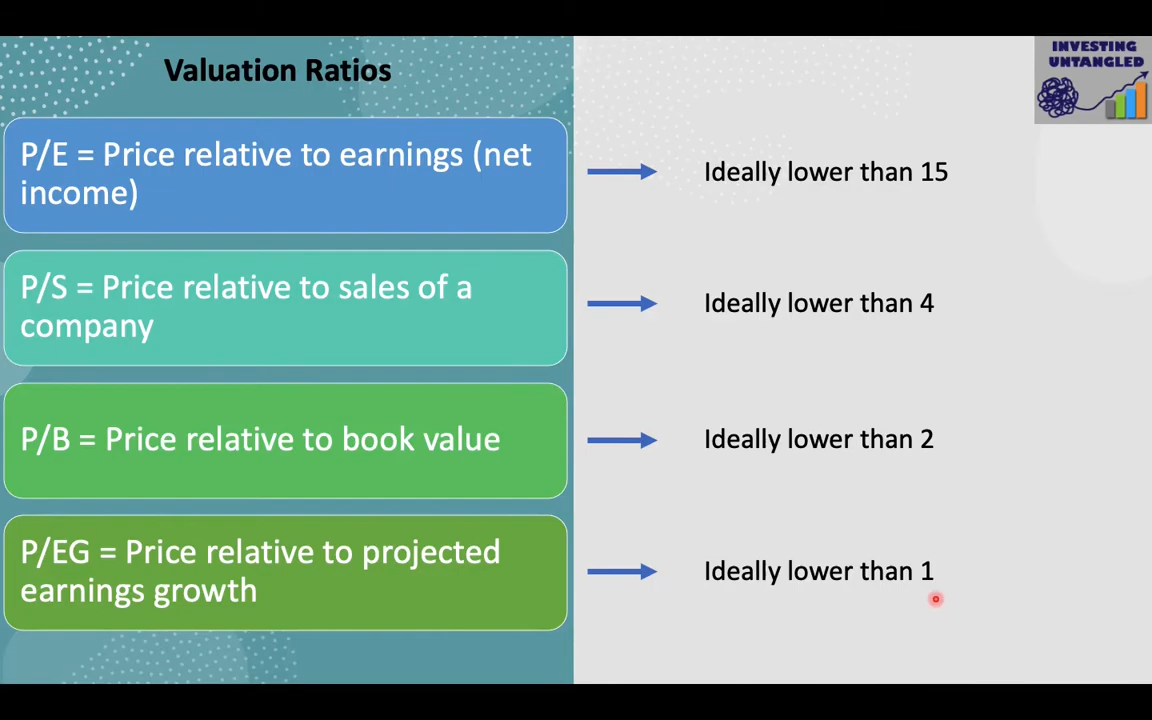 Valuation Ratios
INVESTING
UNTANGLED
P/E = Price relative to earnings (net
income)
Ideally lower than 15
P/S = Price relative to sales of a
company
Ideally lower than 4
P/B = Price relative to book value
Ideally lower than 2
P/EG = Price relative to projected
earnings growth
Ideally lower than 1